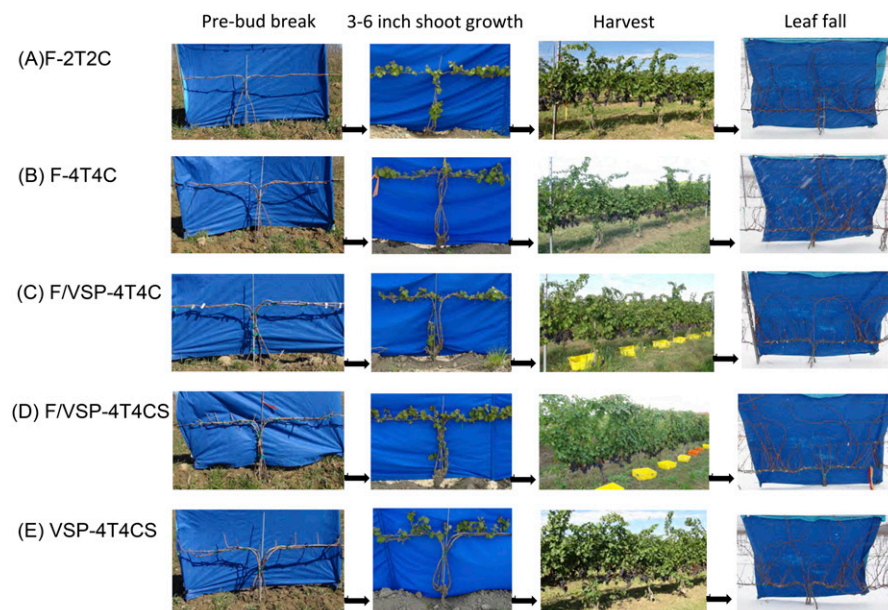 Pre-bud break 3-6 inch shoot growth Harvest Leaf fall
(A)F-2T2C
(B) F-4T4C
(C) F/VSP-4T4C
(D) F/VSP-4T4CS
(E) VSP-4T4CS